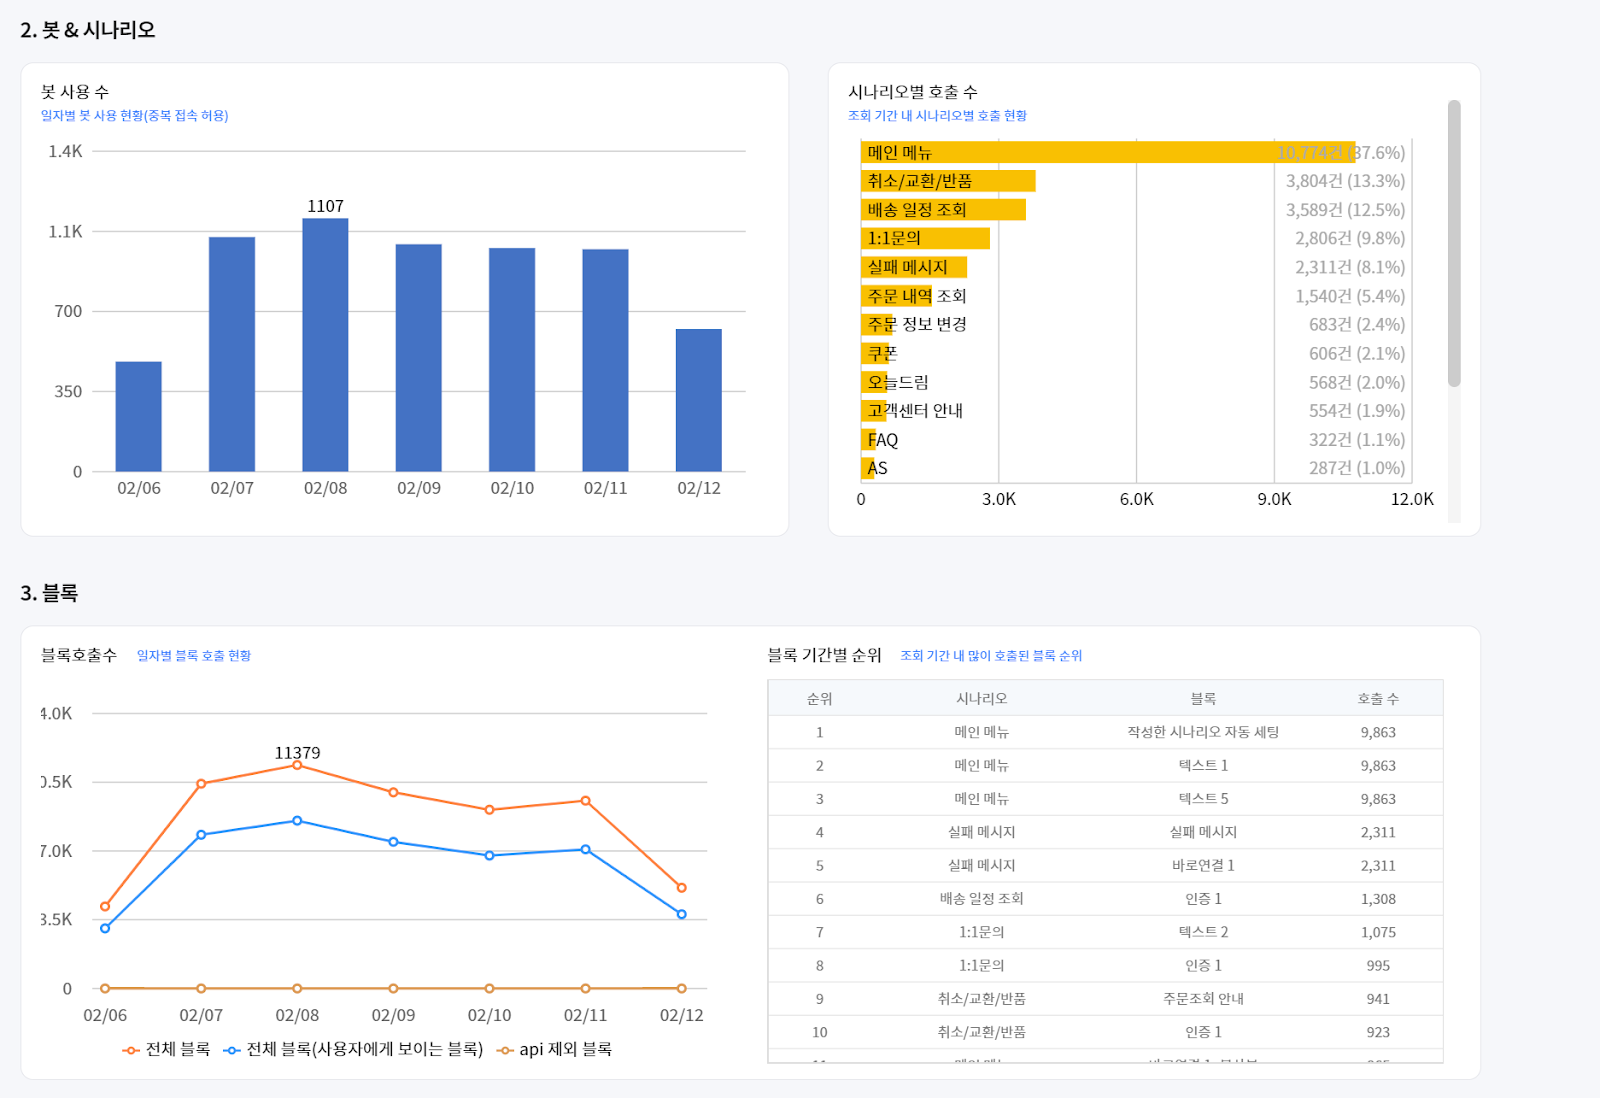 2. 봇 & 시나리오
봇 사용 수
일자별 봇 사용 현황(중복 접속 허용)
1.4K
1.1K
700
350
0
1107
02/06 02/07 02/08 02/09 02/10 02/11 02/12
시나리오별 호출 수
조회 기간 내 시나리오별 호출 현황
메인 메뉴 10,774건 (37.6%)
취소/교환/반품 3,804건 (13.3%)
배송 일정 조회 3,589건 (12.5%)
1:1문의 2,806건 (9.8%)
실패 메시지 2,311건 (8.1%)
주문 내역 조회 1,540건 (5.4%)
주문 정보 변경 683건 (2.4%)
쿠폰 606건 (2.1%)
오늘드림 568건 (2.0%)
고객센터 안내 554건 (1.9%)
FAQ 322건 (1.1%)
AS 287건 (1.0%)
0 3.0K 6.0K 9.0K 12.0K
3. 블록
블록호출수 일자별 블록 호출 현황
4.0K
0.5K
7.0K
3.5K
0
11379
02/06 02/07 02/08 02/09 02/10 02/11 02/12
전체 블록 전체 블록(사용자에게 보이는 블록) api 제외 블록
블록 기간별 순위 조회 기간 내 많이 호출된 블록 순위
순위 시나리오 블록 호출 수
1 메인 메뉴 작성한 시나리오 자동 세팅 9,863
2 메인 메뉴 텍스트 1 9,863
3 메인 메뉴 텍스트 5 9,863
4 실패 메시지 실패 메시지 2,311
5 실패 메시지 바로연결 1 2,311
6 배송 일정 조회 인증 1 1,308
7 1:1문의 텍스트 2 1,075
8 1:1문의 인증 1 995
9 취소/교환/반품 주문조회 안내 941
10 취소/교환/반품 인증 1 923